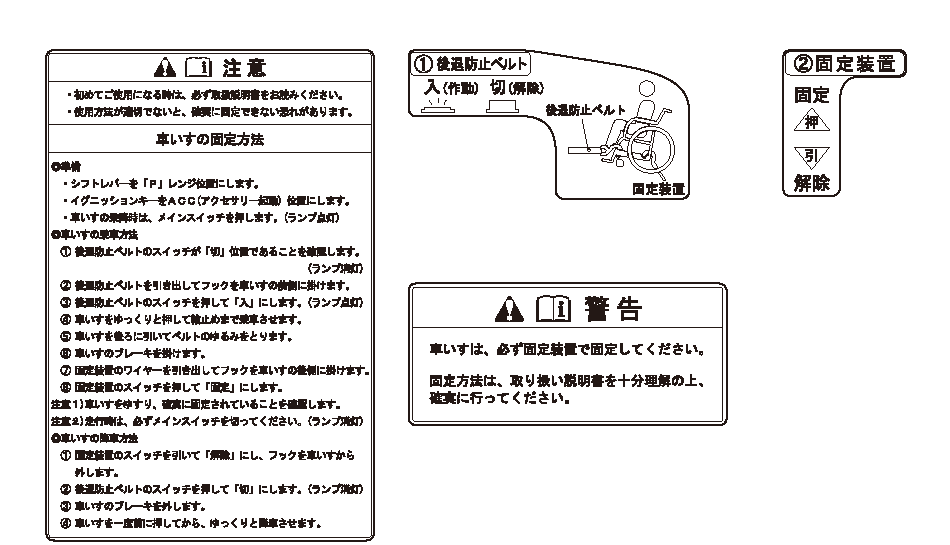 注意
・初めてご使用になる時は、必ず取扱説明書をお読みください。
・使用方法が適切でないと、確実に固定できない恐れがあります。
車いすの固定方法
◎準備
・シフトレバーを「P」レンジ位置にします。
・イグニッションキーをACC(アクセサリー起動)位置にします。
・車いすの乗降時は、メインスイッチを押します。(ランプ点灯)
◎車いすの乗車方法
① 後退防止ベルトのスイッチが「切」位置であることを確認します。
(ランプ消灯)
② 後退防止ベルトを引き出してフックを車いすの前側に掛けます。
③ 後退防止ベルトのスイッチを押して「入」にします。(ランプ点灯)
④ 車いすをゆっくりと押して輪止めまで乗車させます。
⑤ 車いすを後ろに引いてベルトのゆるみをとります。
⑥ 車いすのブレーキを掛けます。
⑦ 固定装置のワイヤーを引き出してフックを車いすの後側に掛けます。
⑧ 固定装置のスイッチを押して「固定」にします。
注意1)車いすをゆすり、確実に固定されていることを確認します。
注意2)走行時は、必ずメインスイッチを切ってください。(ランプ消灯)
◎車いすの降車方法
① 固定装置のスイッチを引いて「解除」にし、フックを車いすから
外します。
② 後退防止ベルトのスイッチを押して「切」にします。(ランプ消灯)
③ 車いすのブレーキを外します。
④ 車いすを一度前に押してから、ゆっくりと降車させます。
①後退防止ベルト
入(作動) 切(解除)
後退防止ベルト
固定装置
②固定装置
固定
押
引
解除
警告
車いすは、必ず固定装置で固定してください。
固定方法は、取り扱い説明書を十分理解の上、
確実に行ってください。